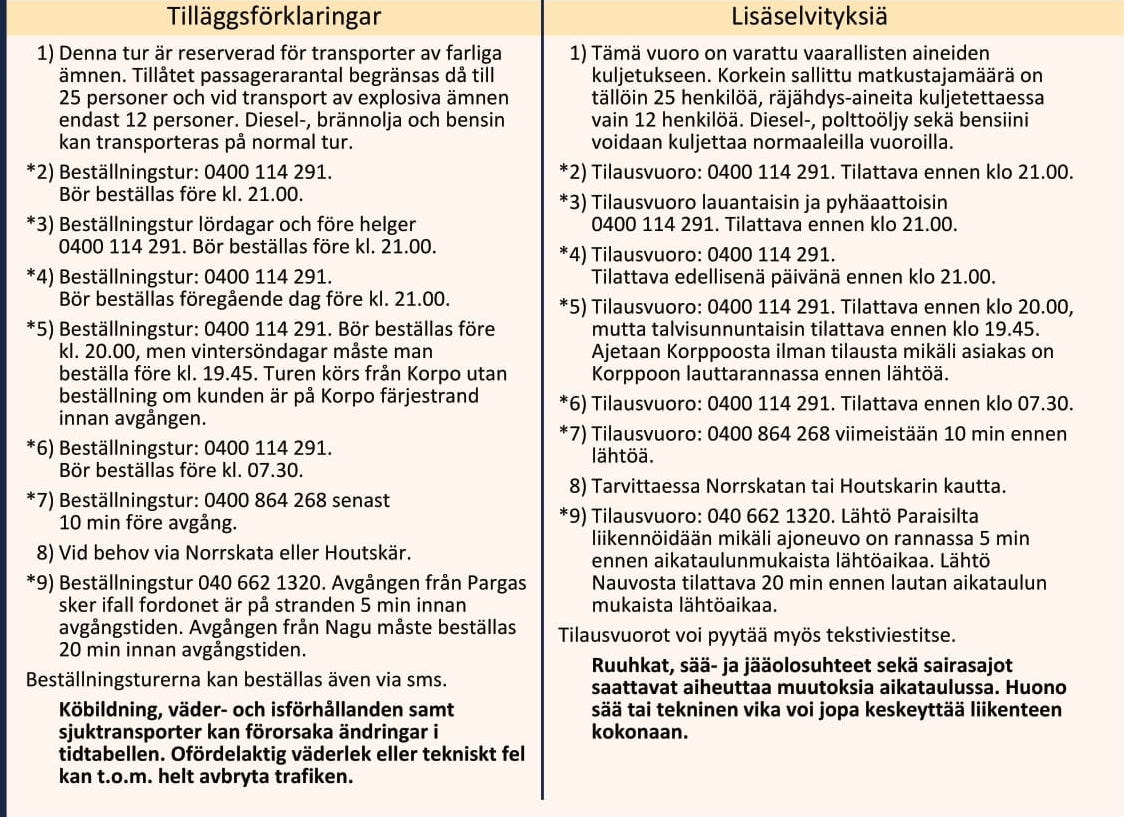 Tilläggsförklaringar
1) Denna tur är reserverad för transporter av farliga
ämnen. Tillåtet passagerarantal begränsas då till
25 personer och vid transport av explosiva ämnen
endast 12 personer. Diesel-, brännolja och bensin
kan transporteras på normal tur.
*2) Beställningstur: 0400 114 291.
Bör beställas före kl. 21.00.
*3) Beställningstur lördagar och före helger
0400 114 291. Bör beställas före kl. 21.00.
*4) Beställningstur: 0400 114 291.
Bör beställas föregående dag före kl. 21.00.
*5) Beställningstur: 0400 114 291. Bör beställas före
kl. 20.00, men vintersöndagar måste man
beställa före kl. 19.45. Turen körs från Korpo utan
beställning om kunden är på Korpo färjestrand
innan avgången.
*6) Beställningstur: 0400 114 291.
Bör beställas före kl. 07.30.
*7) Beställningstur: 0400 864 268 senast
10 min före avgång.
8) Vid behov via Norrskata eller Houtskär.
*9) Beställningstur 040 662 1320. Avgången från Pargas
sker ifall fordonet är på stranden 5 min innan
avgångstiden. Avgången från Nagu måste beställas
20 min innan avgångstiden.
Beställningsturerna kan beställas även via sms.
Köbildning, väder- och isförhållanden samt
sjuktransporter kan förorsaka ändringar i
tidtabellen. Ofördelaktig väderlek eller tekniskt fel
kan t.o.m. helt avbryta trafiken.
Lisäselvityksiä
1) Tämä vuoro on varattu vaarallisten aineiden
kuljetukseen. Korkein sallittu matkustajamäärä on
tällöin 25 henkilöä, räjähdys-aineita kuljetettaessa
vain 12 henkilöä. Diesel-, polttoöljy sekä bensiini
voidaan kuljettaa normaaleilla vuoroilla.
*2) Tilausvuoro: 0400 114 291. Tilattava ennen klo 21.00.
*3) Tilausvuoro lauantaisin ja pyhäaattoisin
0400 114 291. Tilattava ennen klo 21.00.
*4) Tilausvuoro: 0400 114 291.
Tilattava edellisenä päivänä ennen klo 21.00.
*5) Tilausvuoro: 0400 114 291. Tilattava ennen klo 20.00,
mutta talvisunnuntaisin tilattava ennen klo 19.45.
Ajetaan Korppoosta ilman tilausta mikäli asiakas on
Korppoon lauttarannassa ennen lähtöä.
*6) Tilausvuoro: 0400 114 291. Tilattava ennen klo 07.30.
*7) Tilausvuoro: 0400 864 268 viimeistään 10 min ennen
lähtöä.
8) Tarvittaessa Norrskatan tai Houtskarin kautta.
*9) Tilausvuoro: 040 662 1320. Lähtö Paraisilta
liikennöidään mikäli ajoneuvo on rannassa 5 min
ennen aikataulunmukaista lähtöaikaa. Lähtö
Nauvosta tilattava 20 min ennen lautan aikataulun
mukaista lähtöaikaa.
Tilausvuorot voi pyytää myös tekstiviestitse.
Ruuhkat, sää- ja jääolosuhteet sekä sairasajot
saattavat aiheuttaa muutoksia aikataulussa. Huono
sää tai tekninen vika voi jopa keskeyttää liikenteen
kokonaan.